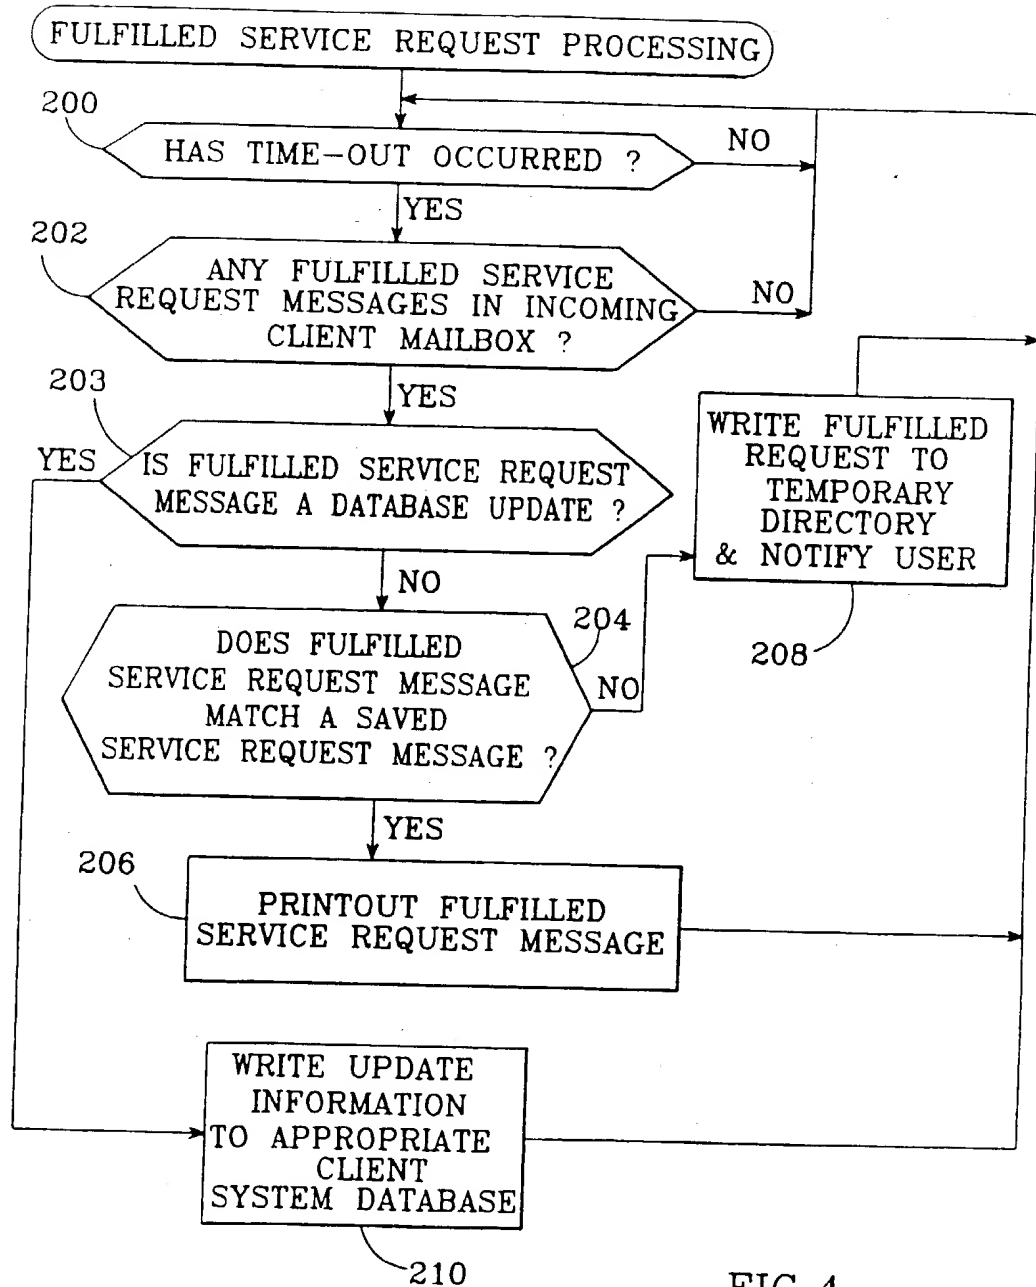 FULFILLED SERVICE REQUEST PROCESSING
200
HAS TIME-OUT OCCURRED ?
NO
YES
202
ANY FULFILLED SERVICE
REQUEST MESSAGES IN INCOMING
CLIENT MAILBOX ?
NO
YES
203
YES
IS FULFILLED SERVICE REQUEST
MESSAGE A DATABASE UPDATE ?
NO
WRITE FULFILLED
REQUEST TO
TEMPORARY
DIRECTORY
& NOTIFY USER
208
204
DOES FULFILLED
SERVICE REQUEST MESSAGE
MATCH A SAVED
SERVICE REQUEST MESSAGE ?
NO
YES
206
PRINTOUT FULFILLED
SERVICE REQUEST MESSAGE
WRITE UPDATE
INFORMATION
TO APPROPRIATE
CLIENT
SYSTEM DATABASE
210
FIG. 4